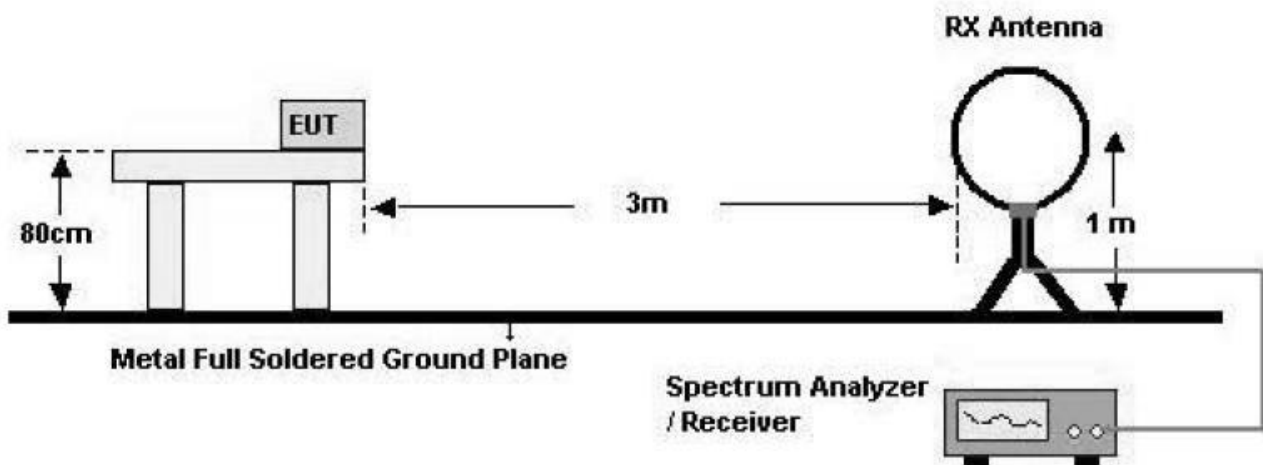 RX Antenna
EUT
80cm
3m
1 m
Metal Full Soldered Ground Plane
Spectrum Analyzer
/ Receiver